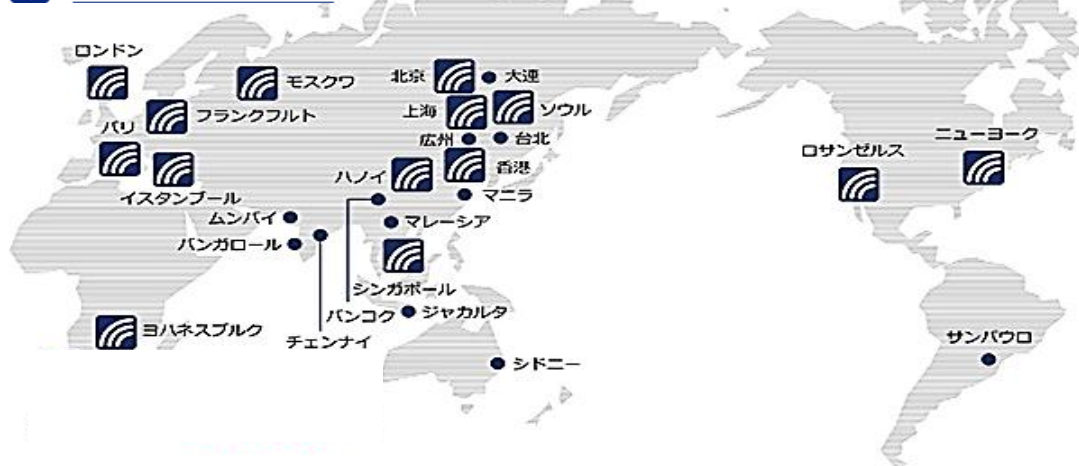 ロンドン
モスクワ
北京
大連
フランクフルト
上海
ソウル
パリ
広州
台北
ニューヨーク
ロサンゼルス
香港
ハノイ
イスタンブール
マニラ
ムンバイ
マレーシア
バンガロール
シンガポール
バンコク
ジャカルタ
ヨハネスブルク
チェンナイ
サンパウロ
シドニー